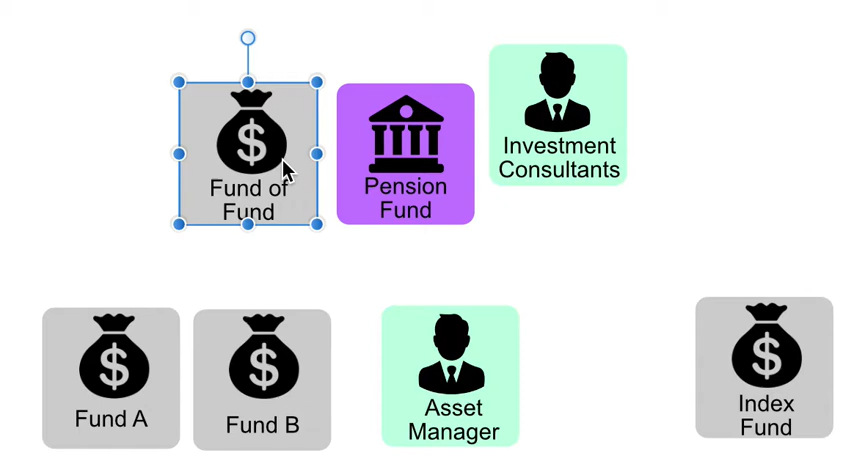 Fund of
Fund
Pension
Fund
Investment
Consultants
Fund A
Fund B
Asset
Manager
Index
Fund